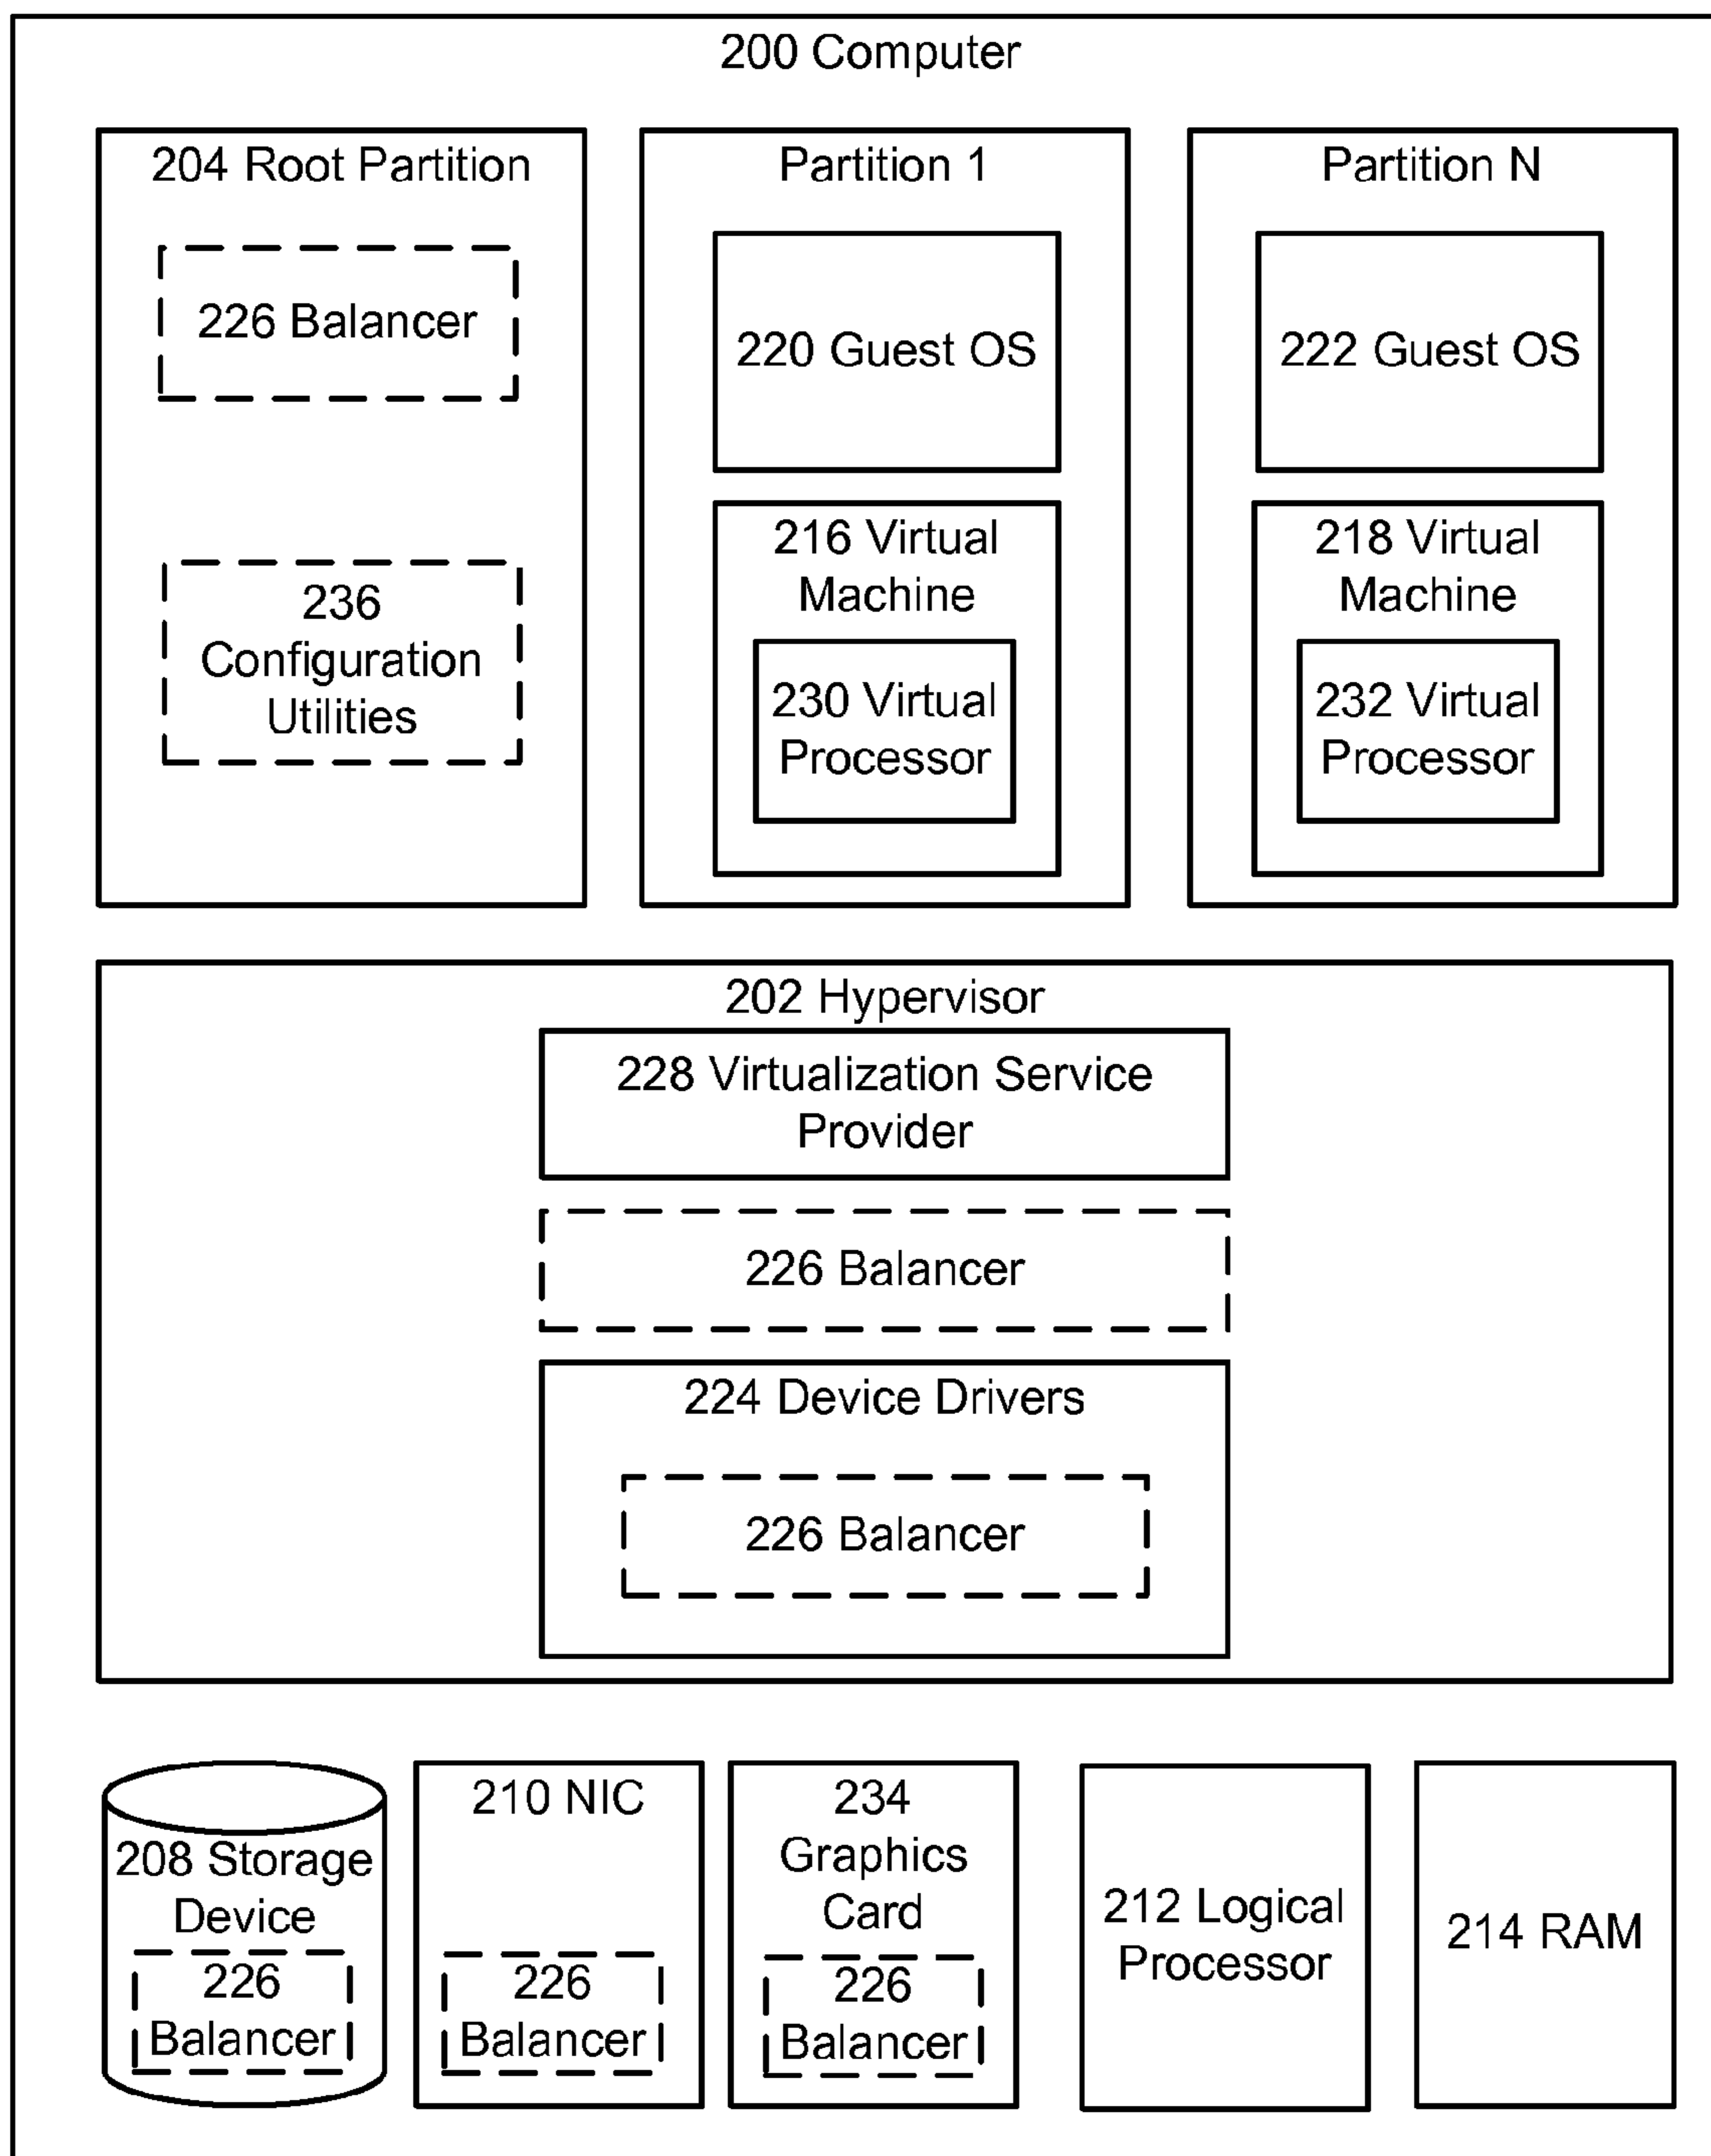 200 Computer
204 Root Partition
226 Balancer
236
Configuration
Utilities
Partition 1
220 Guest OS
216 Virtual
Machine
230 Virtual
Processor
Partition N
222 Guest OS
218 Virtual
Machine
232 Virtual
Processor
202 Hypervisor
228 Virtualization Service
Provider
226 Balancer
224 Device Drivers
226 Balancer
208 Storage
Device
226
Balancer
210 NIC
226
Balancer
234
Graphics
Card
226
Balancer
212 Logical
Processor
214 RAM